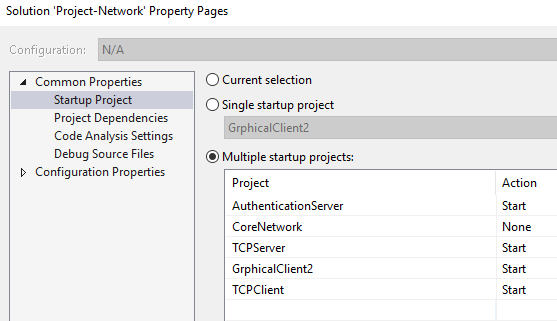 Solution 'Project-Network' Property Pages
Configuration: N/A
Common Properties
Startup Project
Project Dependencies
Code Analysis Settings
Debug Source Files
Configuration Properties
Current selection
Single startup project
GrphicalClient2
Multiple startup projects:
Project Action
AuthenticationServer Start
CoreNetwork None
TCPServer Start
GrphicalClient2 Start
TCPClient Start